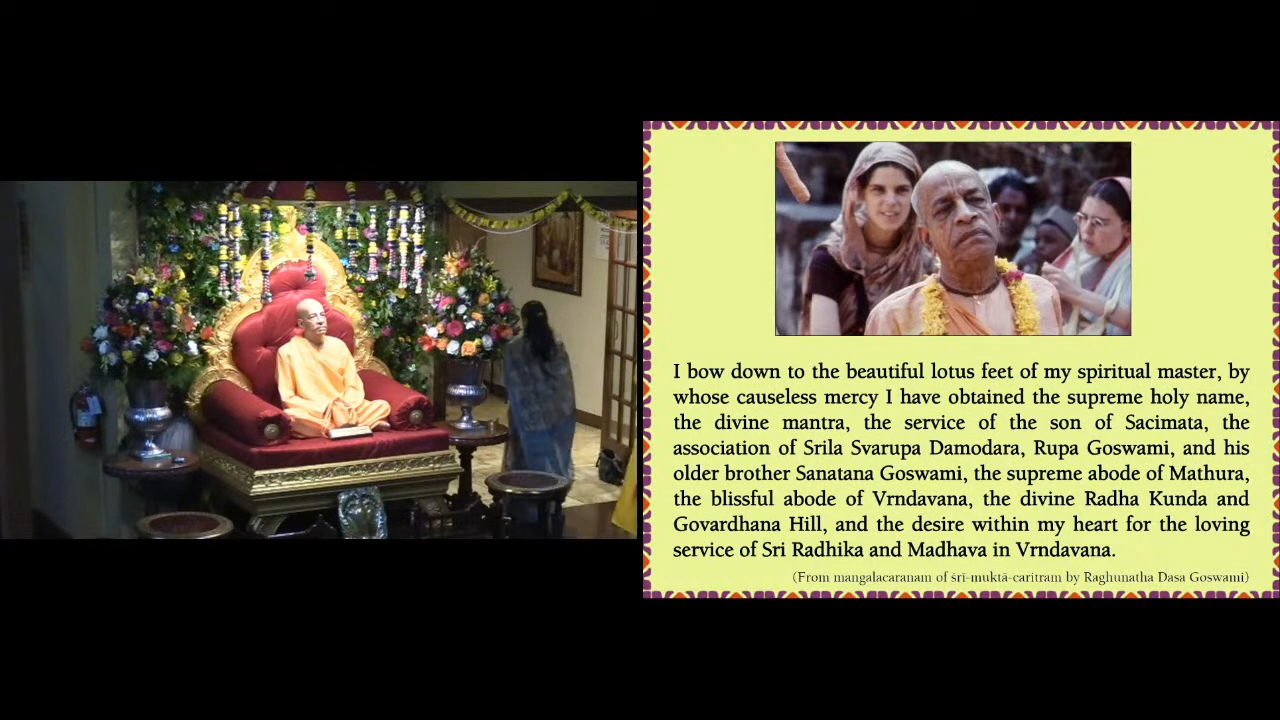 I bow down to the beautiful lotus feet of my spiritual master, by
whose causeless mercy I have obtained the supreme holy name,
the divine mantra, the service of the son of Sacimata, the
association of Srila Svarupa Damodara, Rupa Goswami, and his
older brother Sanatana Goswami, the supreme abode of Mathura,
the blissful abode of Vrndavana, the divine Radha Kunda and
Govardhana Hill, and the desire within my heart for the loving
service of Sri Radhika and Madhava in Vrndavana.
(From mangalacaranam of śrī-muktā-caritram by Raghunatha Dasa Goswami)